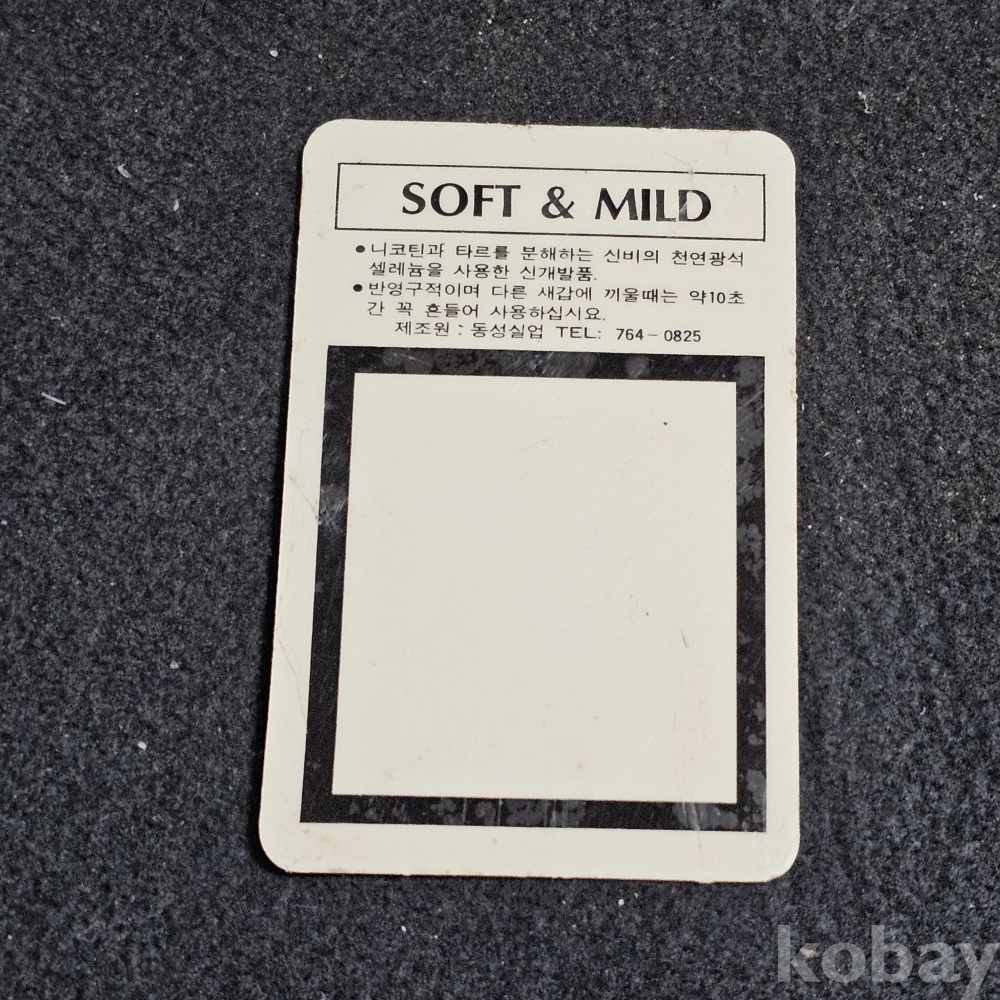 SOFT & MILD
●니코틴과 타르를 분해하는 신비의 천연광석
셀레늄을 사용한 신개발품.
●반영구적이며 다른 새갑에 끼울때는 약10초
간 꼭 흔들어 사용하십시요.
제조원 : 동성실업 TEL: 764-0825
kobay